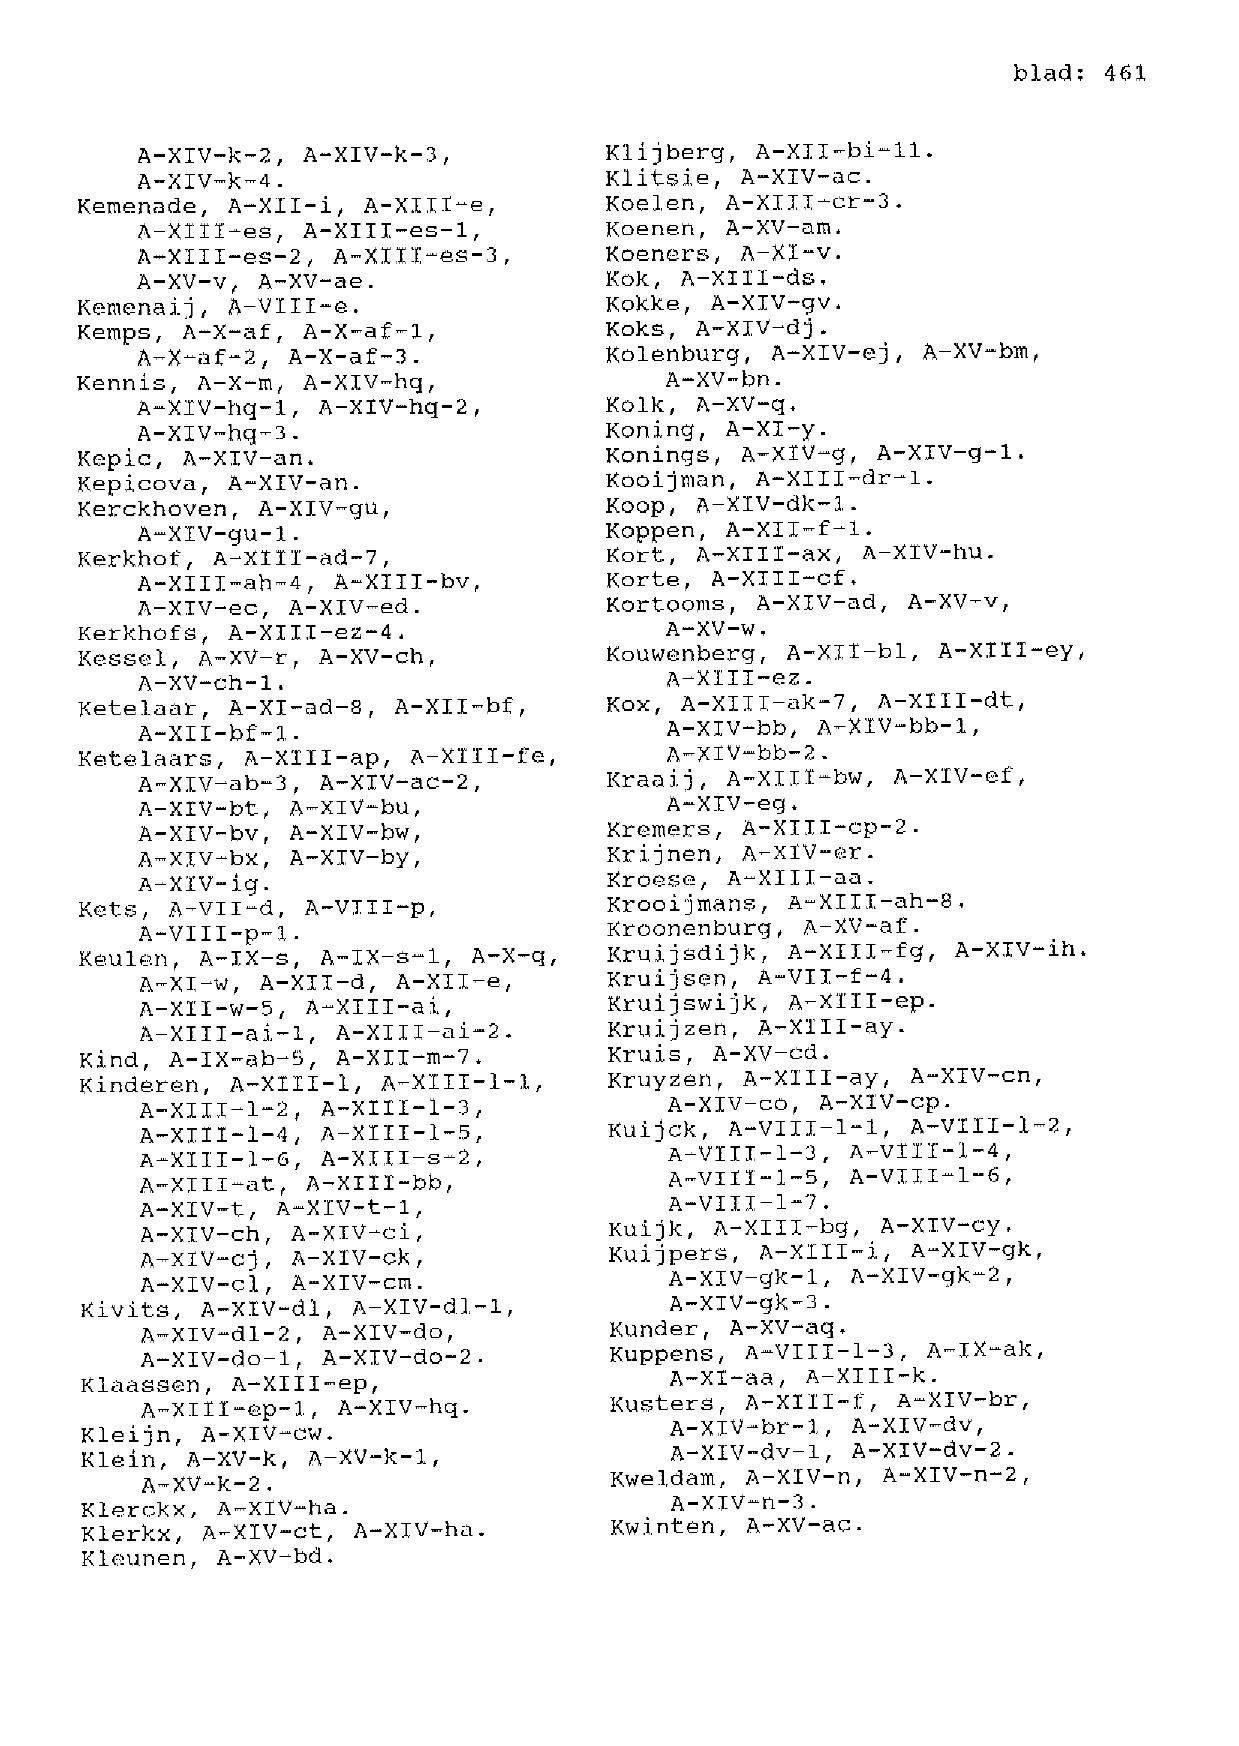 blad: 461
A-XIV-k-2, A-XIV-k-3,
A-XIV-k-4.
Kemenade, A-XII-i, A-XIII-e,
A-XIII-es, A-XIII-es-1,
A-XIII-es-2, A-XIII-es-3,
A-XV-v, A-XV-ae.
Kemenaij, A-VIII-e.
Kemps, A-X-af, A-X-af-1,
A-X-af-2, A-X-af-3.
Kennis, A-X-m, A-XIV-hq,
A-XIV-hq-1, A-XIV-hq-2,
A-XIV-hq-3.
Kepic, A-XIV-an.
Kepicova, A-XIV-an.
Kerckhoven, A-XIV-gu,
A-XIV-gu-1.
Kerkhof, A-XIII-ad-7,
A-XIII-ah-4, A-XIII-bv,
A-XIV-ec, A-XIV-ed.
Kerkhofs, A-XIII-ez-4.
Kessel, A-XV-r, A-XV-ch,
A-XV-ch-1.
Ketelaar, A-XI-ad-8, A-XII-bf,
A-XII-bf-1.
Ketelaars, A-XIII-ap, A-XIII-fe,
A-XIV-ab-3, A-XIV-ac-2,
A-XIV-bt, A-XIV-bu,
A-XIV-bv, A-XIV-bw,
A-XIV-bx, A-XIV-by,
A-XIV-ig.
Kets, A-VII-d, A-VIII-p,
A-VIII-p-1.
Keulen, A-IX-s, A-IX-s-1, A-X-q,
A-XI-w, A-XII-d, A-XII-e,
A-XII-w-5, A-XIII-ai,
A-XIII-ai-1, A-XIII-ai-2.
Kind, A-IX-ab-5, A-XII-m-7.
Kinderen, A-XIII-l, A-XIII-l-1,
A-XIII-l-2, A-XIII-l-3,
A-XIII-l-4, A-XIII-l-5,
A-XIII-l-6, A-XIII-s-2,
A-XIII-at, A-XIII-bb,
A-XIV-t, A-XIV-t-1,
A-XIV-ch, A-XIV-ci,
A-XIV-cj, A-XIV-ck,
A-XIV-cl, A-XIV-cm.
Kivits, A-XIV-dl, A-XIV-dl-1,
A-XIV-dl-2, A-XIV-do,
A-XIV-do-1, A-XIV-do-2.
Klaassen, A-XIII-ep,
A-XIII-ep-1, A-XIV-hq.
Kleijn, A-XIV-cw.
Klein, A-XV-k, A-XV-k-1,
A-XV-k-2.
Klerckx, A-XIV-ha.
Klerkx, A-XIV-ct, A-XIV-ha.
Kleunen, A-XV-bd.
Klijberg, A-XII-bi-11.
Klitsie, A-XIV-ac.
Koelen, A-XIII-cr-3.
Koenen, A-XV-am.
Koeners, A-XI-v.
Kok, A-XIII-ds.
Kokke, A-XIV-gv.
Koks, A-XIV-dj.
Kolenburg, A-XIV-ej, A-XV-bm,
A-XV-bn.
Kolk, A-XV-q.
Koning, A-XI-y.
Konings, A-XIV-g, A-XIV-g-1.
Kooijman, A-XIII-dr-1.
Koop, A-XIV-dk-1.
Koppen, A-XII-f-1.
Kort, A-XIII-ax, A-XIV-hu.
Korte, A-XIII-cf.
Kortooms, A-XIV-ad, A-XV-v,
A-XV-w.
Kouwenberg, A-XII-bl, A-XIII-ey,
A-XIII-ez.
Kox, A-XIII-ak-7, A-XIII-dt,
A-XIV-bb, A-XIV-bb-1,
A-XIV-bb-2.
Kraaij, A-XIII-bw, A-XIV-ef,
A-XIV-eg.
Kremers, A-XIII-cp-2.
Krijnen, A-XIV-er.
Kroese, A-XIII-aa.
Krooijmans, A-XIII-ah-8.
Kroonenburg, A-XV-af.
Kruijsdijk, A-XIII-fg, A-XIV-ih.
Kruijsen, A-VII-f-4.
Kruijswijk, A-XIII-ep.
Kruijzen, A-XIII-ay.
Kruis, A-XV-cd.
Kruyzen, A-XIII-ay, A-XIV-cn,
A-XIV-co, A-XIV-cp.
Kuijck, A-VIII-l-1, A-VIII-l-2,
A-VIII-l-3, A-VIII-l-4,
A-VIII-l-5, A-VIII-l-6,
A-VIII-l-7.
Kuijk, A-XIII-bg, A-XIV-cy.
Kuijpers, A-XIII-i, A-XIV-gk,
A-XIV-gk-1, A-XIV-gk-2,
A-XIV-gk-3.
Kunder, A-XV-aq.
Kuppens, A-VIII-l-3, A-IX-ak,
A-XI-aa, A-XIII-k.
Kusters, A-XIII-f, A-XIV-br,
A-XIV-br-1, A-XIV-dv,
A-XIV-dv-1, A-XIV-dv-2.
Kweldam, A-XIV-n, A-XIV-n-2,
A-XIV-n-3.
Kwinten, A-XV-ac.